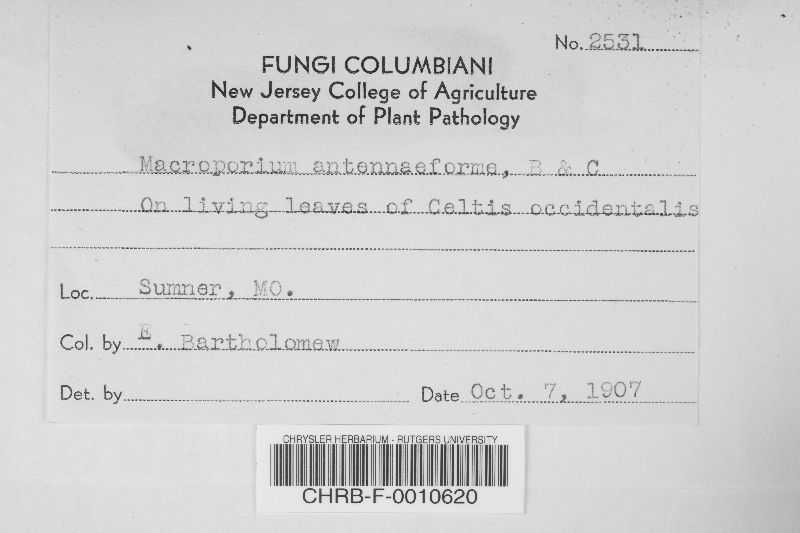 No. 2531
FUNGI COLUMBIANI
New Jersey College of Agriculture
Department of Plant Pathology
Macroporium antennaeforme, B & C
On living leaves of Celtis occidentalis
Loc. Sumner, MO.
Col. by E. Bartholomew
Det. by
Date Oct. 7, 1907
CHRYSLER HERBARIUM - RUTGERS UNIVERSITY
CHRB-F-0010620